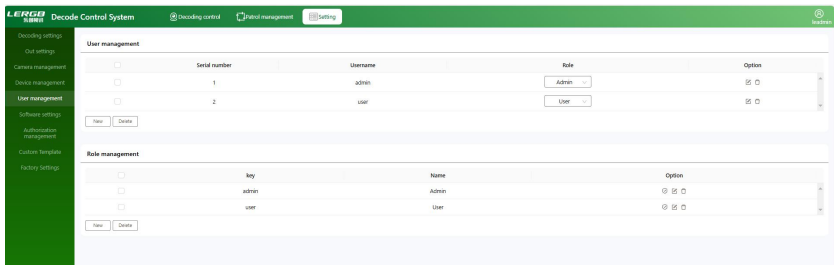 LERGB
Decode Control System
Decoding control
Patrol management
Setting
leadmin
Decoding settings
Out settings
Camera management
Device management
User management
Software settings
Authorization
management
Custom Template
Factory Settings
User management
Serial number Username Role Option
1 admin Admin
2 user User
New Delete
Role management
key Name Option
admin Admin
user User
New Delete